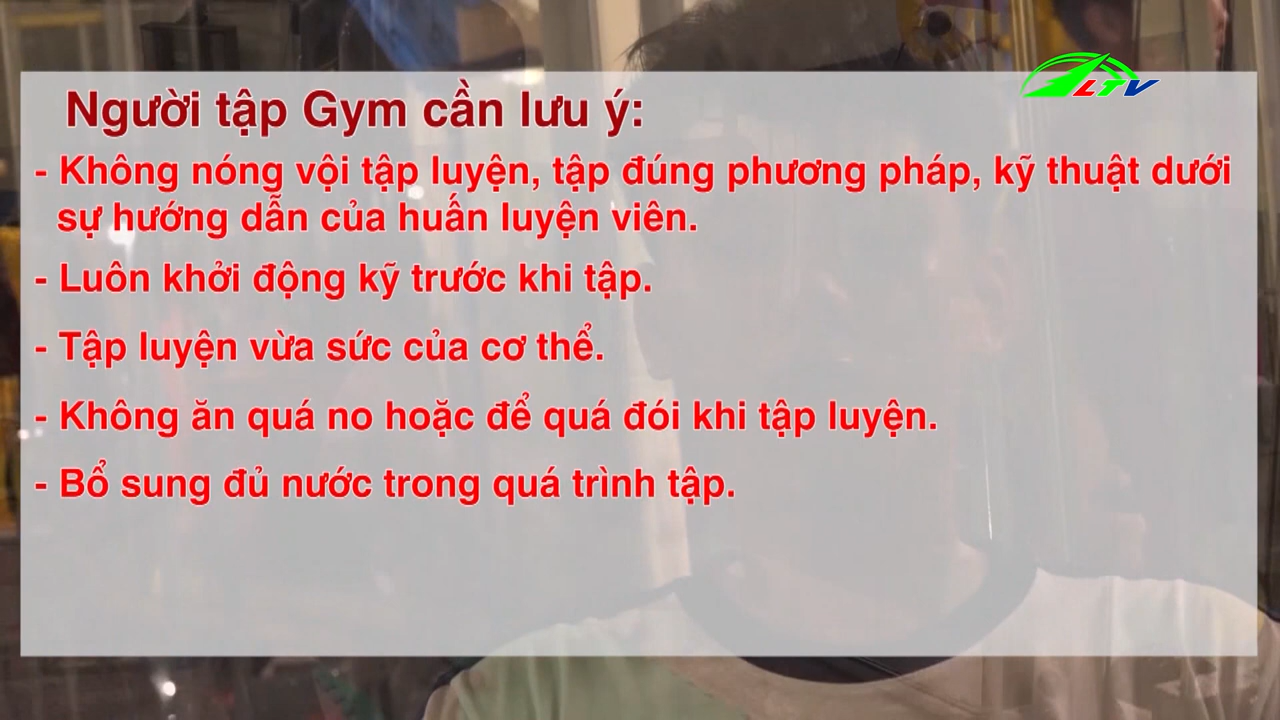 LTV
Người tập Gym cần lưu ý:
- Không nóng vội tập luyện, tập đúng phương pháp, kỹ thuật dưới
sự hướng dẫn của huấn luyện viên.
- Luôn khởi động kỹ trước khi tập.
- Tập luyện vừa sức của cơ thể.
- Không ăn quá no hoặc để quá đói khi tập luyện.
- Bổ sung đủ nước trong quá trình tập.